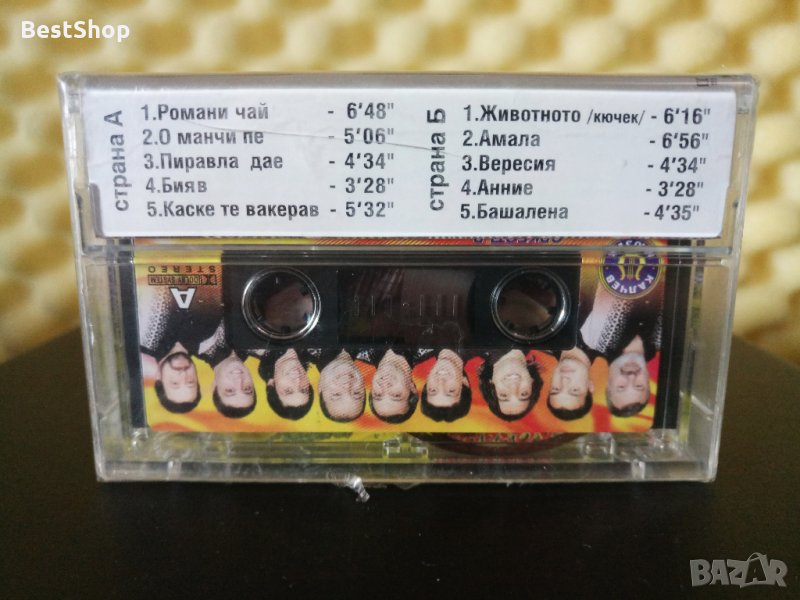 BestShop
страна А
1.Романи чай - 6'48"
2.О манчи пе - 5'06"
3.Пиравла дае - 4'34"
4.Бияв - 3'28"
5.Каске те вакерав - 5'32"
страна Б
1.Животното /кючек/ - 6'16"
2.Амала - 6'56"
3.Вересия - 4'34"
4.Анние - 3'28"
5.Башалена - 4'35"
A
STEREO
КАЛЧЕВ
BAZAR